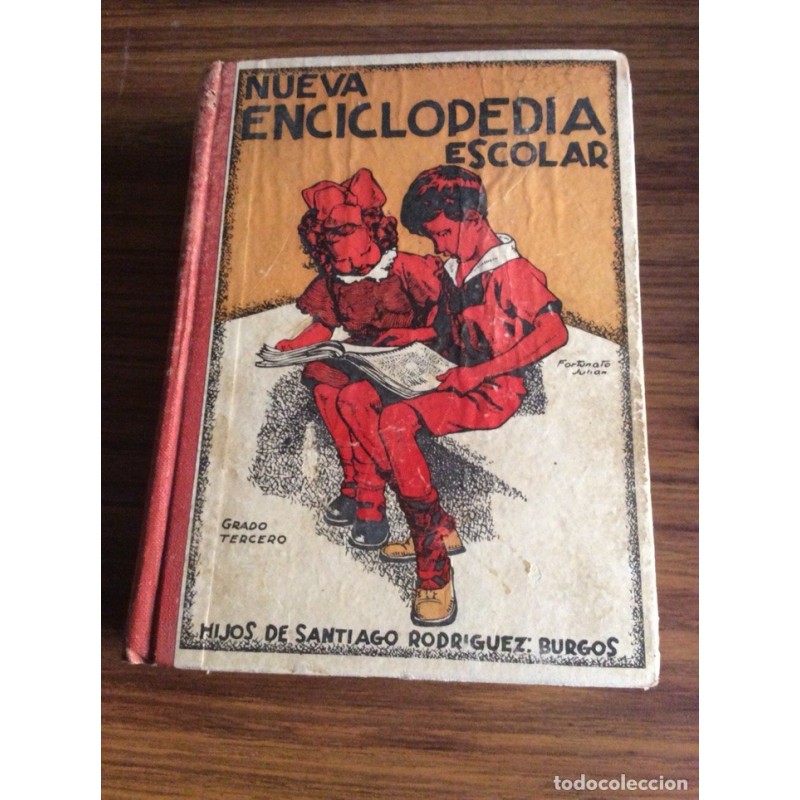 NUEVA
ENCICLOPEDIA
ESCOLAR
Fortunato
Julian
GRADO
TERCERO
HIJOS DE SANTIAGO RODRIGUEZ: BURGOS
todocoleccion